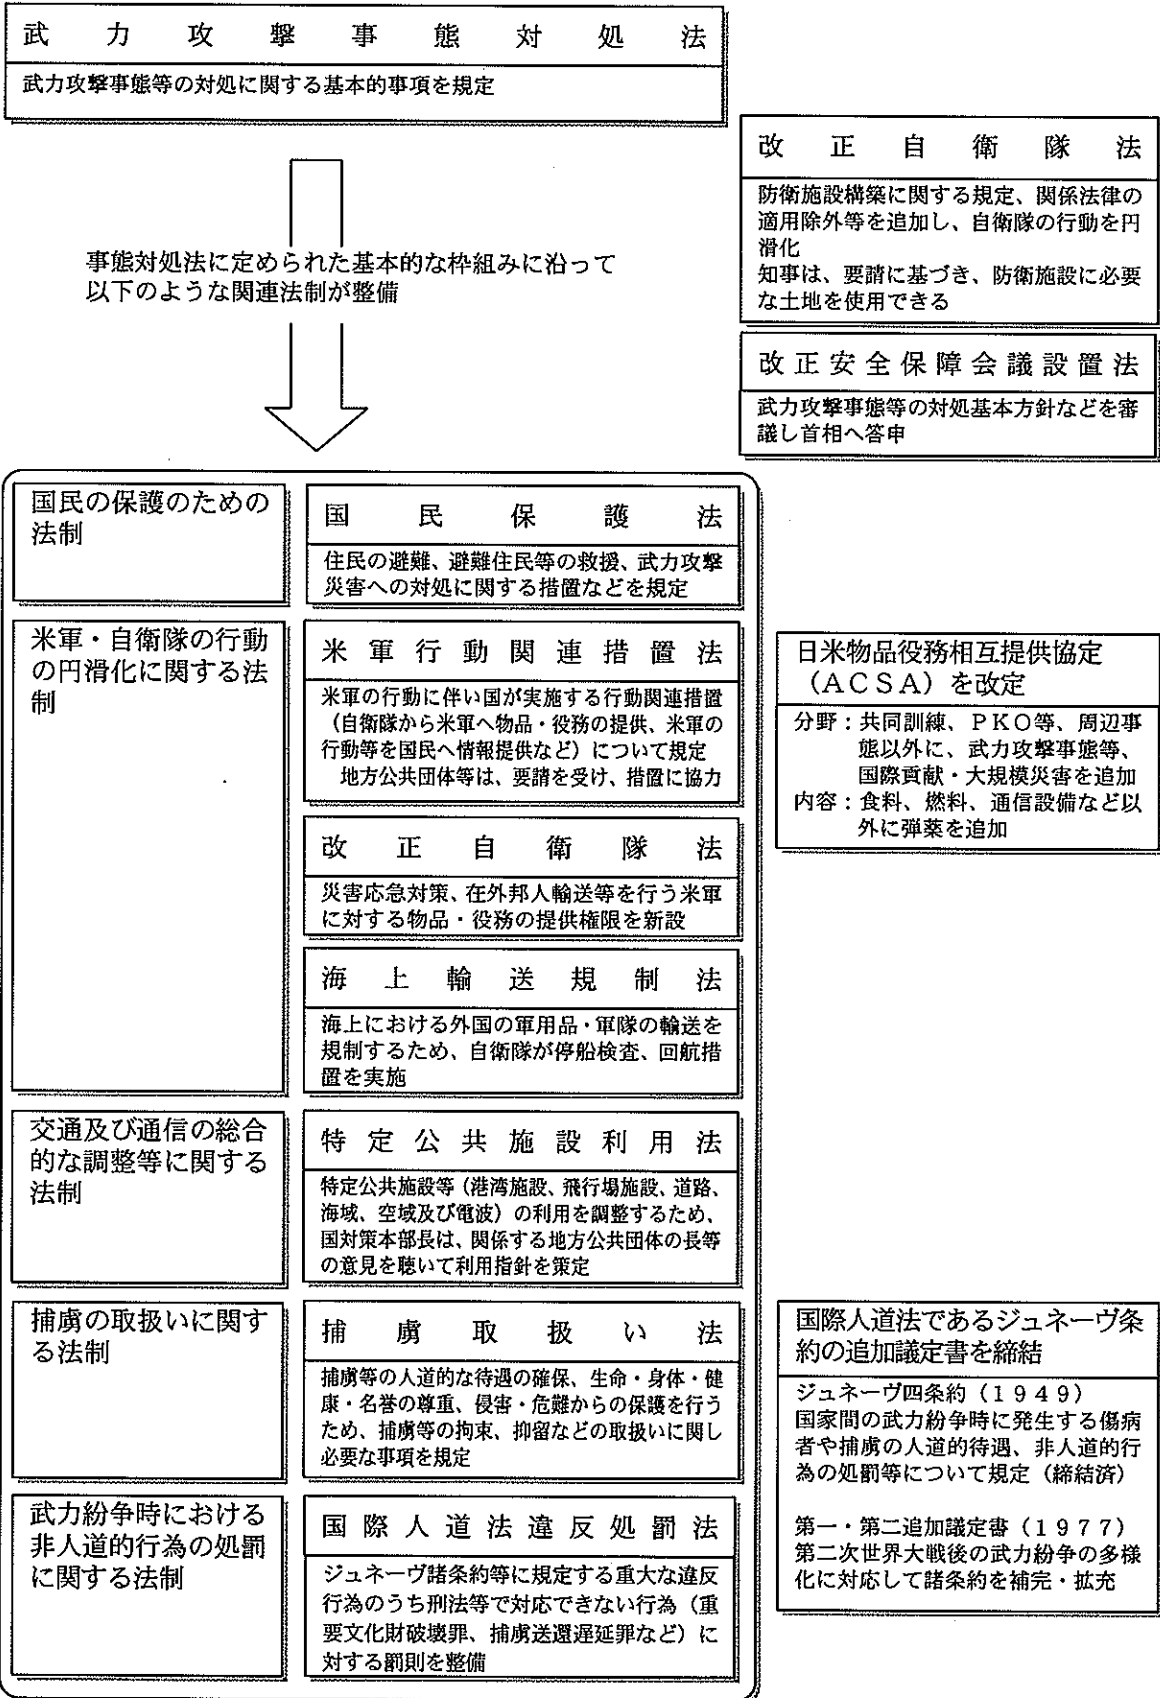 武力攻撃事態対処法
武力攻撃事態等の対処に関する基本的事項を規定
改正自衛隊法
防衛施設構築に関する規定、関係法律の
適用除外等を追加し、自衛隊の行動を円
滑化
知事は、要請に基づき、防衛施設に必要
な土地を使用できる
事態対処法に定められた基本的な枠組みに沿って
以下のような関連法制が整備
改正安全保障会議設置法
武力攻撃事態等の対処基本方針などを審
議し首相へ答申
国民の保護のための
法制
国民保護法
住民の避難、避難住民等の救援、武力攻撃
災害への対処に関する措置などを規定
米軍・自衛隊の行動
の円滑化に関する法
制
米軍行動関連措置法
米軍の行動に伴い国が実施する行動関連措置
（自衛隊から米軍へ物品・役務の提供、米軍の
行動等を国民へ情報提供など）について規定
地方公共団体等は、要請を受け、措置に協力
日米物品役務相互提供協定
（ＡＣＳＡ）を改定
分野：共同訓練、ＰＫＯ等、周辺事
態以外に、武力攻撃事態等、
国際貢献・大規模災害を追加
内容：食料、燃料、通信設備など以
外に弾薬を追加
改正自衛隊法
災害応急対策、在外邦人輸送等を行う米軍
に対する物品・役務の提供権限を新設
海上輸送規制法
海上における外国の軍用品・軍隊の輸送を
規制するため、自衛隊が停船検査、回航措
置を実施
交通及び通信の総合
的な調整等に関する
法制
特定公共施設利用法
特定公共施設等（港湾施設、飛行場施設、道路、
海域、空域及び電波）の利用を調整するため、
国対策本部長は、関係する地方公共団体の長等
の意見を聴いて利用指針を策定
捕虜の取扱いに関す
る法制
捕虜取扱い法
捕虜等の人道的な待遇の確保、生命・身体・健
康・名誉の尊重、侵害・危難からの保護を行う
ため、捕虜等の拘束、抑留などの取扱いに関し
必要な事項を規定
国際人道法であるジュネーヴ条
約の追加議定書を締結
ジュネーヴ四条約（１９４９）
国家間の武力紛争時に発生する傷病
者や捕虜の人道的待遇、非人道的行
為の処罰等について規定（締結済）
第一・第二追加議定書（１９７７）
第二次世界大戦後の武力紛争の多様
化に対応して諸条約を補完・拡充
武力紛争時における
非人道的行為の処罰
に関する法制
国際人道法違反処罰法
ジュネーヴ諸条約等に規定する重大な違反
行為のうち刑法等で対応できない行為（重
要文化財破壊罪、捕虜送還遅延罪など）に
対する罰則を整備